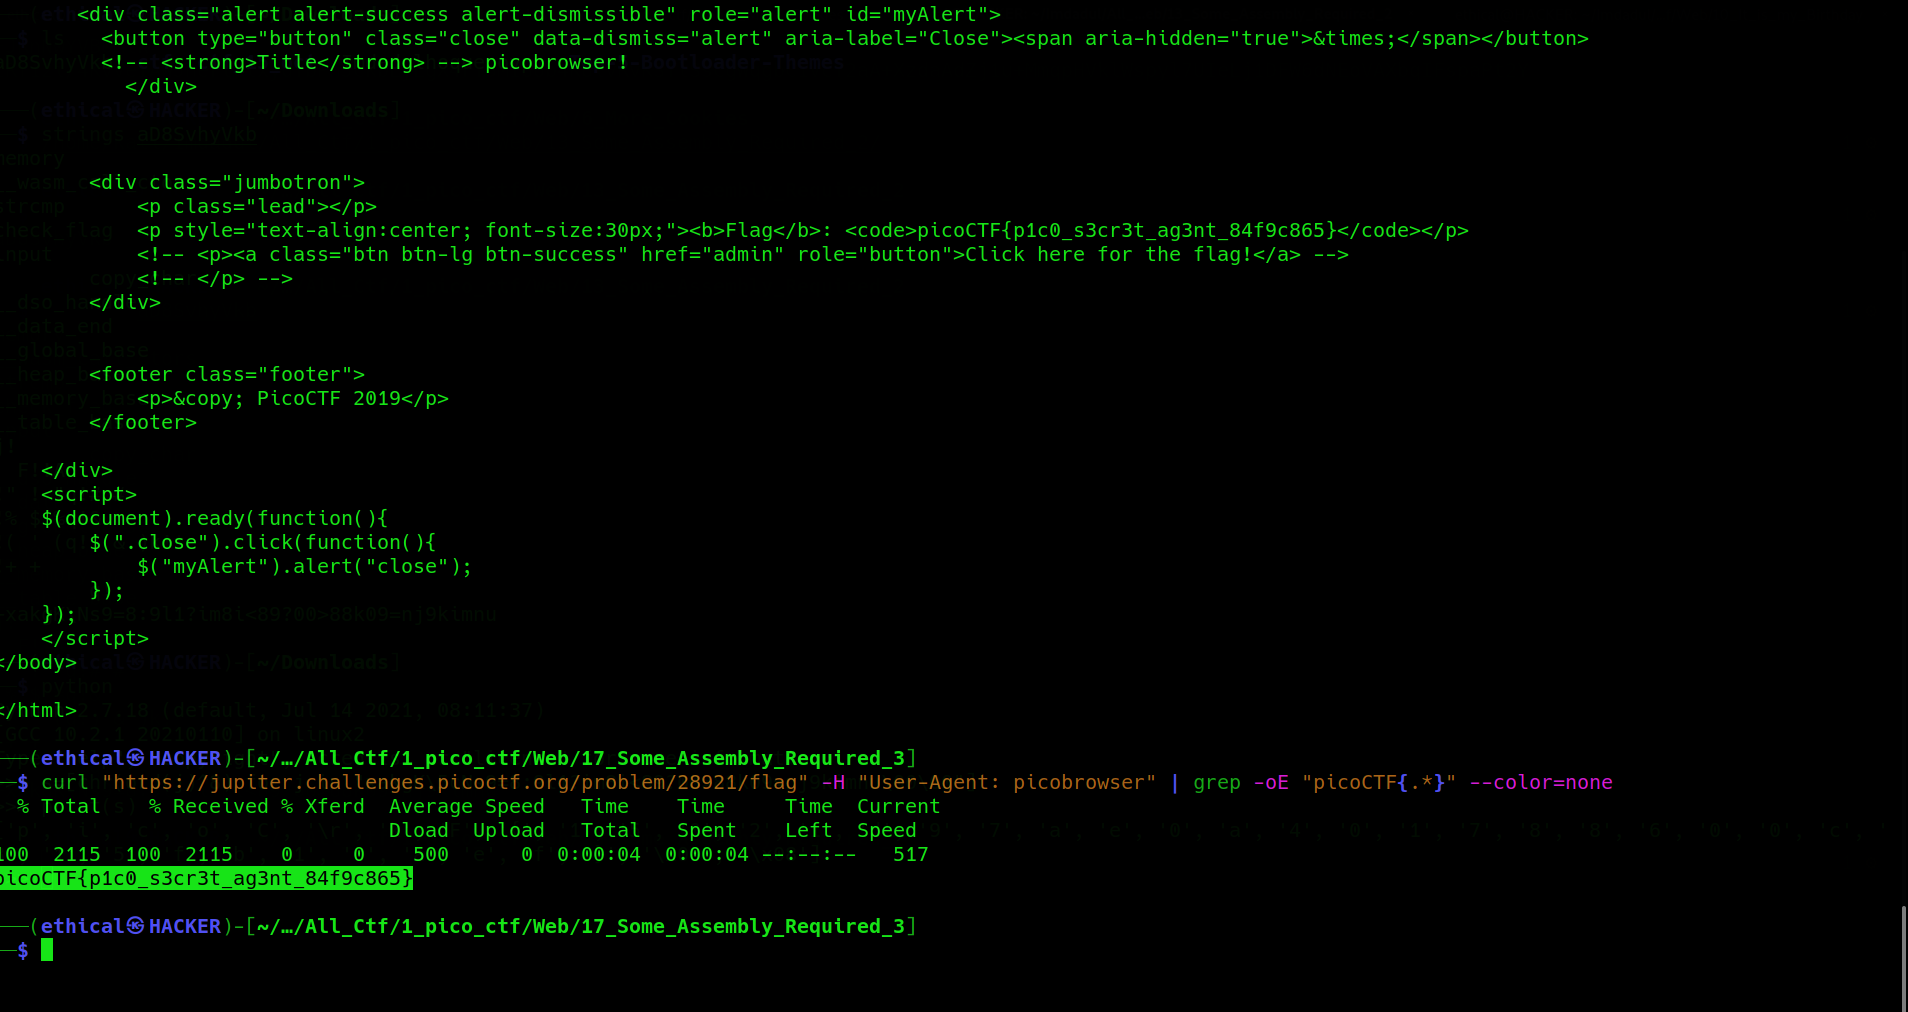 <div class="alert alert-success alert-dismissible" role="alert" id="myAlert">
<button type="button" class="close" data-dismiss="alert" aria-label="Close"><span aria-hidden="true">&times;</span></button>
<!-- <strong>Title</strong> --> picobrowser!
</div>
<div class="jumbotron">
<p class="lead"></p>
<p style="text-align:center; font-size:30px;"><b>Flag</b>: <code>picoCTF{p1c0_s3cr3t_ag3nt_84f9c865}</code></p>
<!-- <p><a class="btn btn-lg btn-success" href="admin" role="button">Click here for the flag!</a> -->
<!-- </p> -->
</div>
<footer class="footer">
<p>&copy; PicoCTF 2019</p>
</footer>
</div>
<script>
$(document).ready(function(){
$(".close").click(function(){
$("myAlert").alert("close");
});
});
</script>
</body>
</html>
(ethical㉿HACKER)-[~/…/All_Ctf/1_pico_ctf/Web/17_Some_Assembly_Required_3]
$ curl "https://jupiter.challenges.picoctf.org/problem/28921/flag" -H "User-Agent: picobrowser" | grep -oE "picoCTF{.*}" --color=none
% Total % Received % Xferd Average Speed Time Time Time Current
Dload Upload Total Spent Left Speed
100 2115 100 2115 0 0 500 0 0:00:04 0:00:04 --:--:-- 517
picoCTF{p1c0_s3cr3t_ag3nt_84f9c865}
(ethical㉿HACKER)-[~/…/All_Ctf/1_pico_ctf/Web/17_Some_Assembly_Required_3]
$